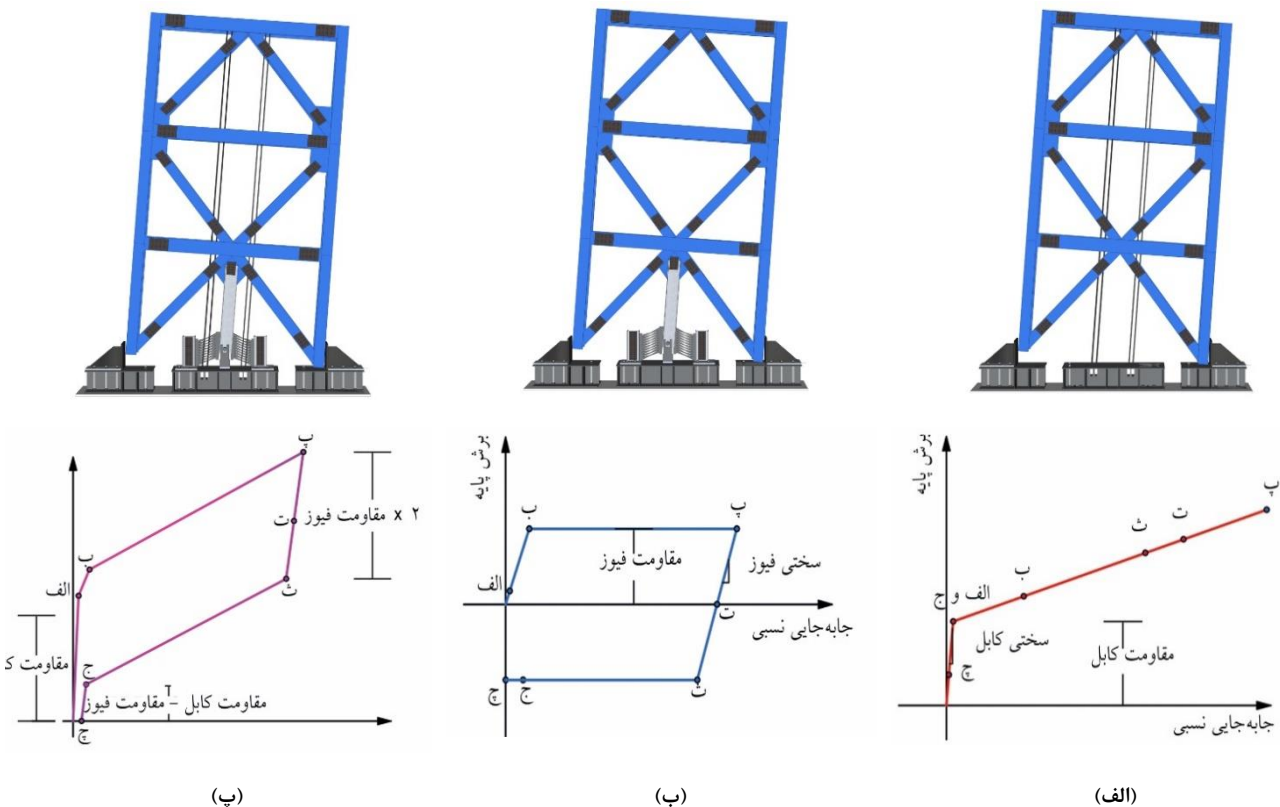 برش پایه
پ
ت
ث
ب
الف و ج
سختی کابل
مقاومت کابل
چ
جابه‌جایی نسبی
(الف)
برش پایه
ب
پ
مقاومت فیوز
سختی فیوز
الف
ت
جابه‌جایی نسبی
چ
ج
ث
(ب)
پ
ت
۲ x مقاومت فیوز
ب
ث
الف
ج
مقاومت کابل – مقاومت فیوز
چ
(پ)